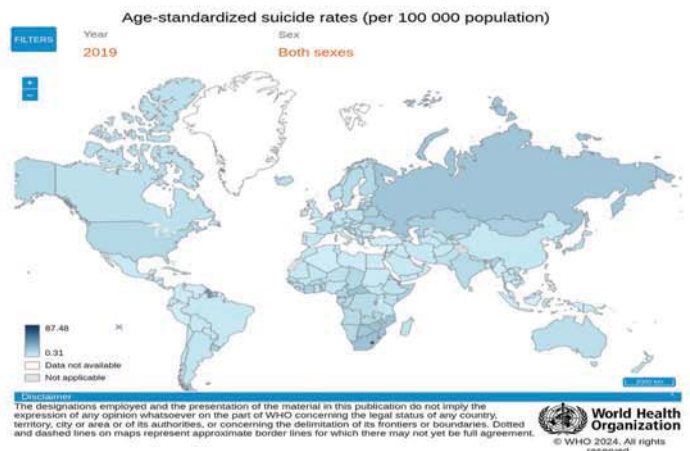 Age-standardized suicide rates (per 100 000 population)
FILTERS
Year
Sex
2019
Both sexes
+
−
87.48
0.31
Data not available
Not applicable
Disclaimer
The designations employed and the presentation of the material in this publication do not imply the
expression of any opinion whatsoever on the part of WHO concerning the legal status of any country,
territory, city or area or of its authorities, or concerning the delimitation of its frontiers or boundaries. Dotted
and dashed lines on maps represent approximate border lines for which there may not yet be full agreement.
World Health
Organization
© WHO 2024. All rights
reserved